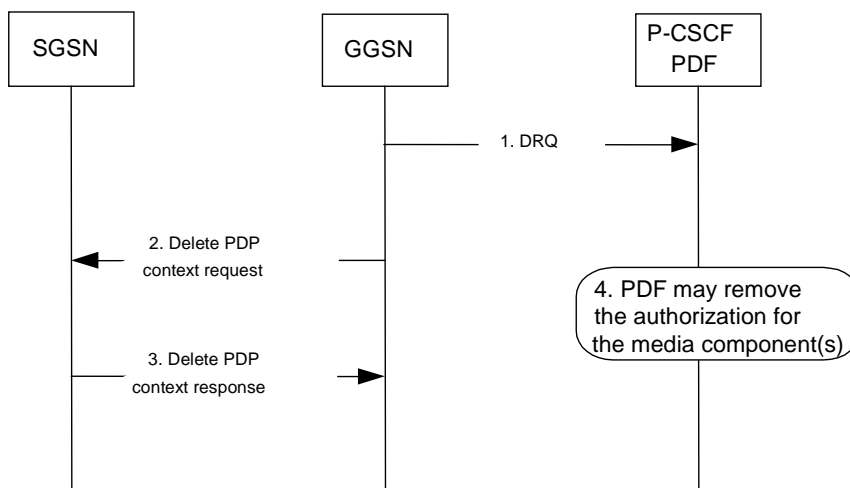 SGSN
GGSN
P-CSCF
PDF
1. DRQ
2. Delete PDP
context request
4. PDF may remove
the authorization for
the media component(s)
3. Delete PDP
context response